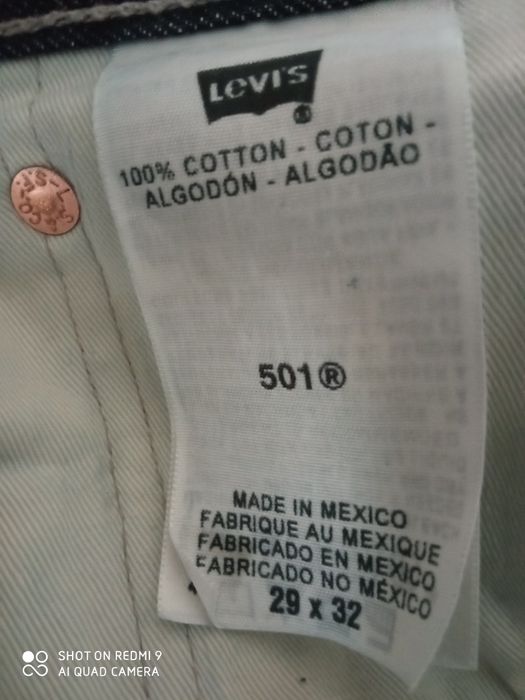 Levi's
®
100% COTTON - COTON -
ALGODÓN - ALGODÃO
501®
MADE IN MEXICO
FABRIQUE AU MEXIQUE
FABRICADO EN MEXICO
FABRICADO NO MÉXICO
29 x 32
L.S.
&CO
S.F.
SHOT ON REDMI 9
AI QUAD CAMERA